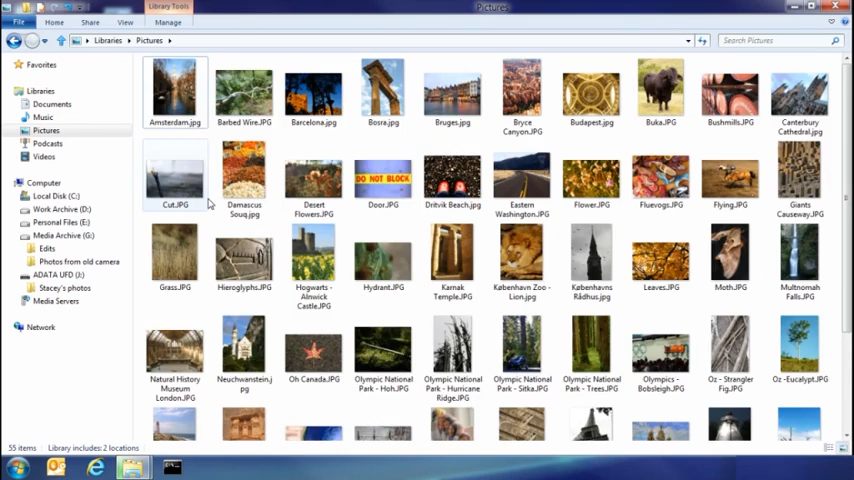 Library Tools
Pictures
File Home Share View Manage
Libraries Pictures
Search Pictures
Favorites
Libraries
Documents
Music
Pictures
Podcasts
Videos
Computer
Local Disk (C:)
Work Archive (D:)
Personal Files (E:)
Media Archive (G:)
Edits
Photos from old camera
ADATA UFD (J:)
Stacey's photos
Media Servers
Network
Amsterdam.jpg
Barbed Wire.JPG
Barcelona.jpg
Bosra.jpg
Bruges.jpg
Bryce
Canyon.JPG
Budapest.jpg
Buka.JPG
Bushmills.JPG
Canterbury
Cathedral.jpg
Cut.JPG
Damascus
Souq.jpg
Desert
Flowers.JPG
DO NOT BLOCK
Door.JPG
Dritvik Beach.jpg
Eastern
Washington.JPG
Flower.JPG
Fluevogs.JPG
Flying.JPG
Giants
Causeway.JPG
Grass.JPG
Hieroglyphs.JPG
Hogwarts -
Alnwick
Castle.JPG
Hydrant.JPG
Karnak
Temple.JPG
København Zoo -
Lion.jpg
Københavns
Rådhus.jpg
Leaves.JPG
Moth.JPG
Multnomah
Falls.JPG
Natural History
Museum
London.JPG
Neuchwanstein.j
pg
Oh Canada.JPG
Olympic National
Park - Hoh.JPG
Olympic National
Park - Hurricane
Ridge.JPG
Olympic National
Park - Sitka.JPG
Olympic National
Park - Trees.JPG
Olympics -
Bobsleigh.JPG
Oz - Strangler
Fig.JPG
Oz -Eucalypt.JPG
55 items Library includes: 2 locations